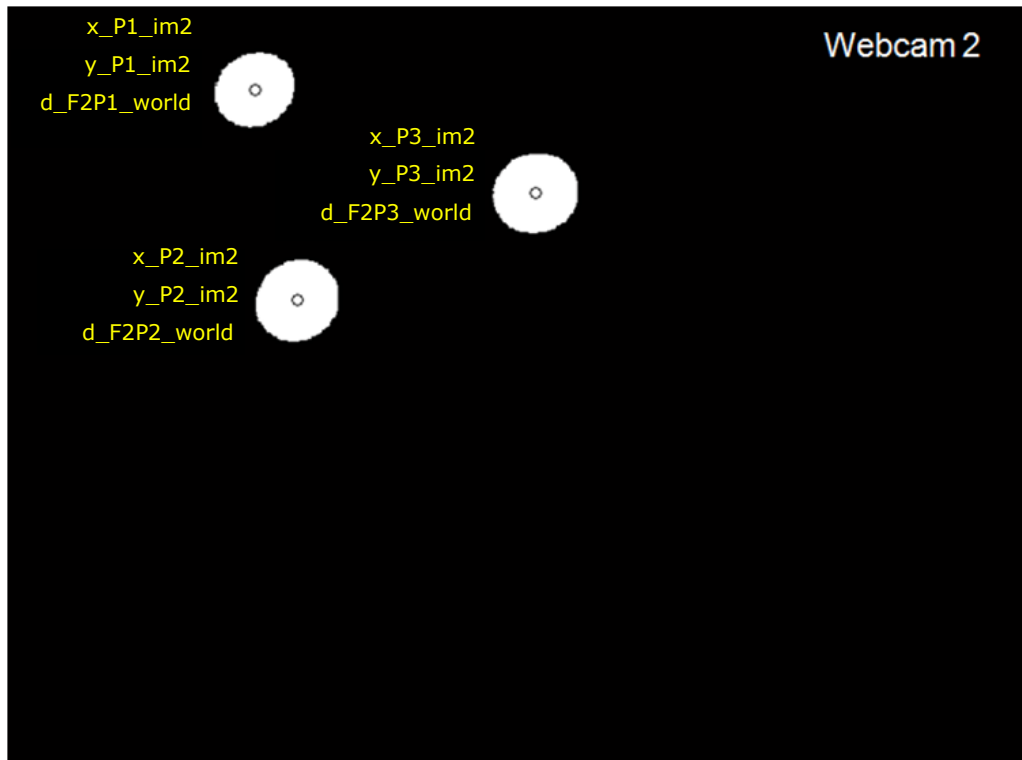 x_P1_im2
y_P1_im2
d_F2P1_world
Webcam 2
x_P3_im2
y_P3_im2
d_F2P3_world
x_P2_im2
y_P2_im2
d_F2P2_world